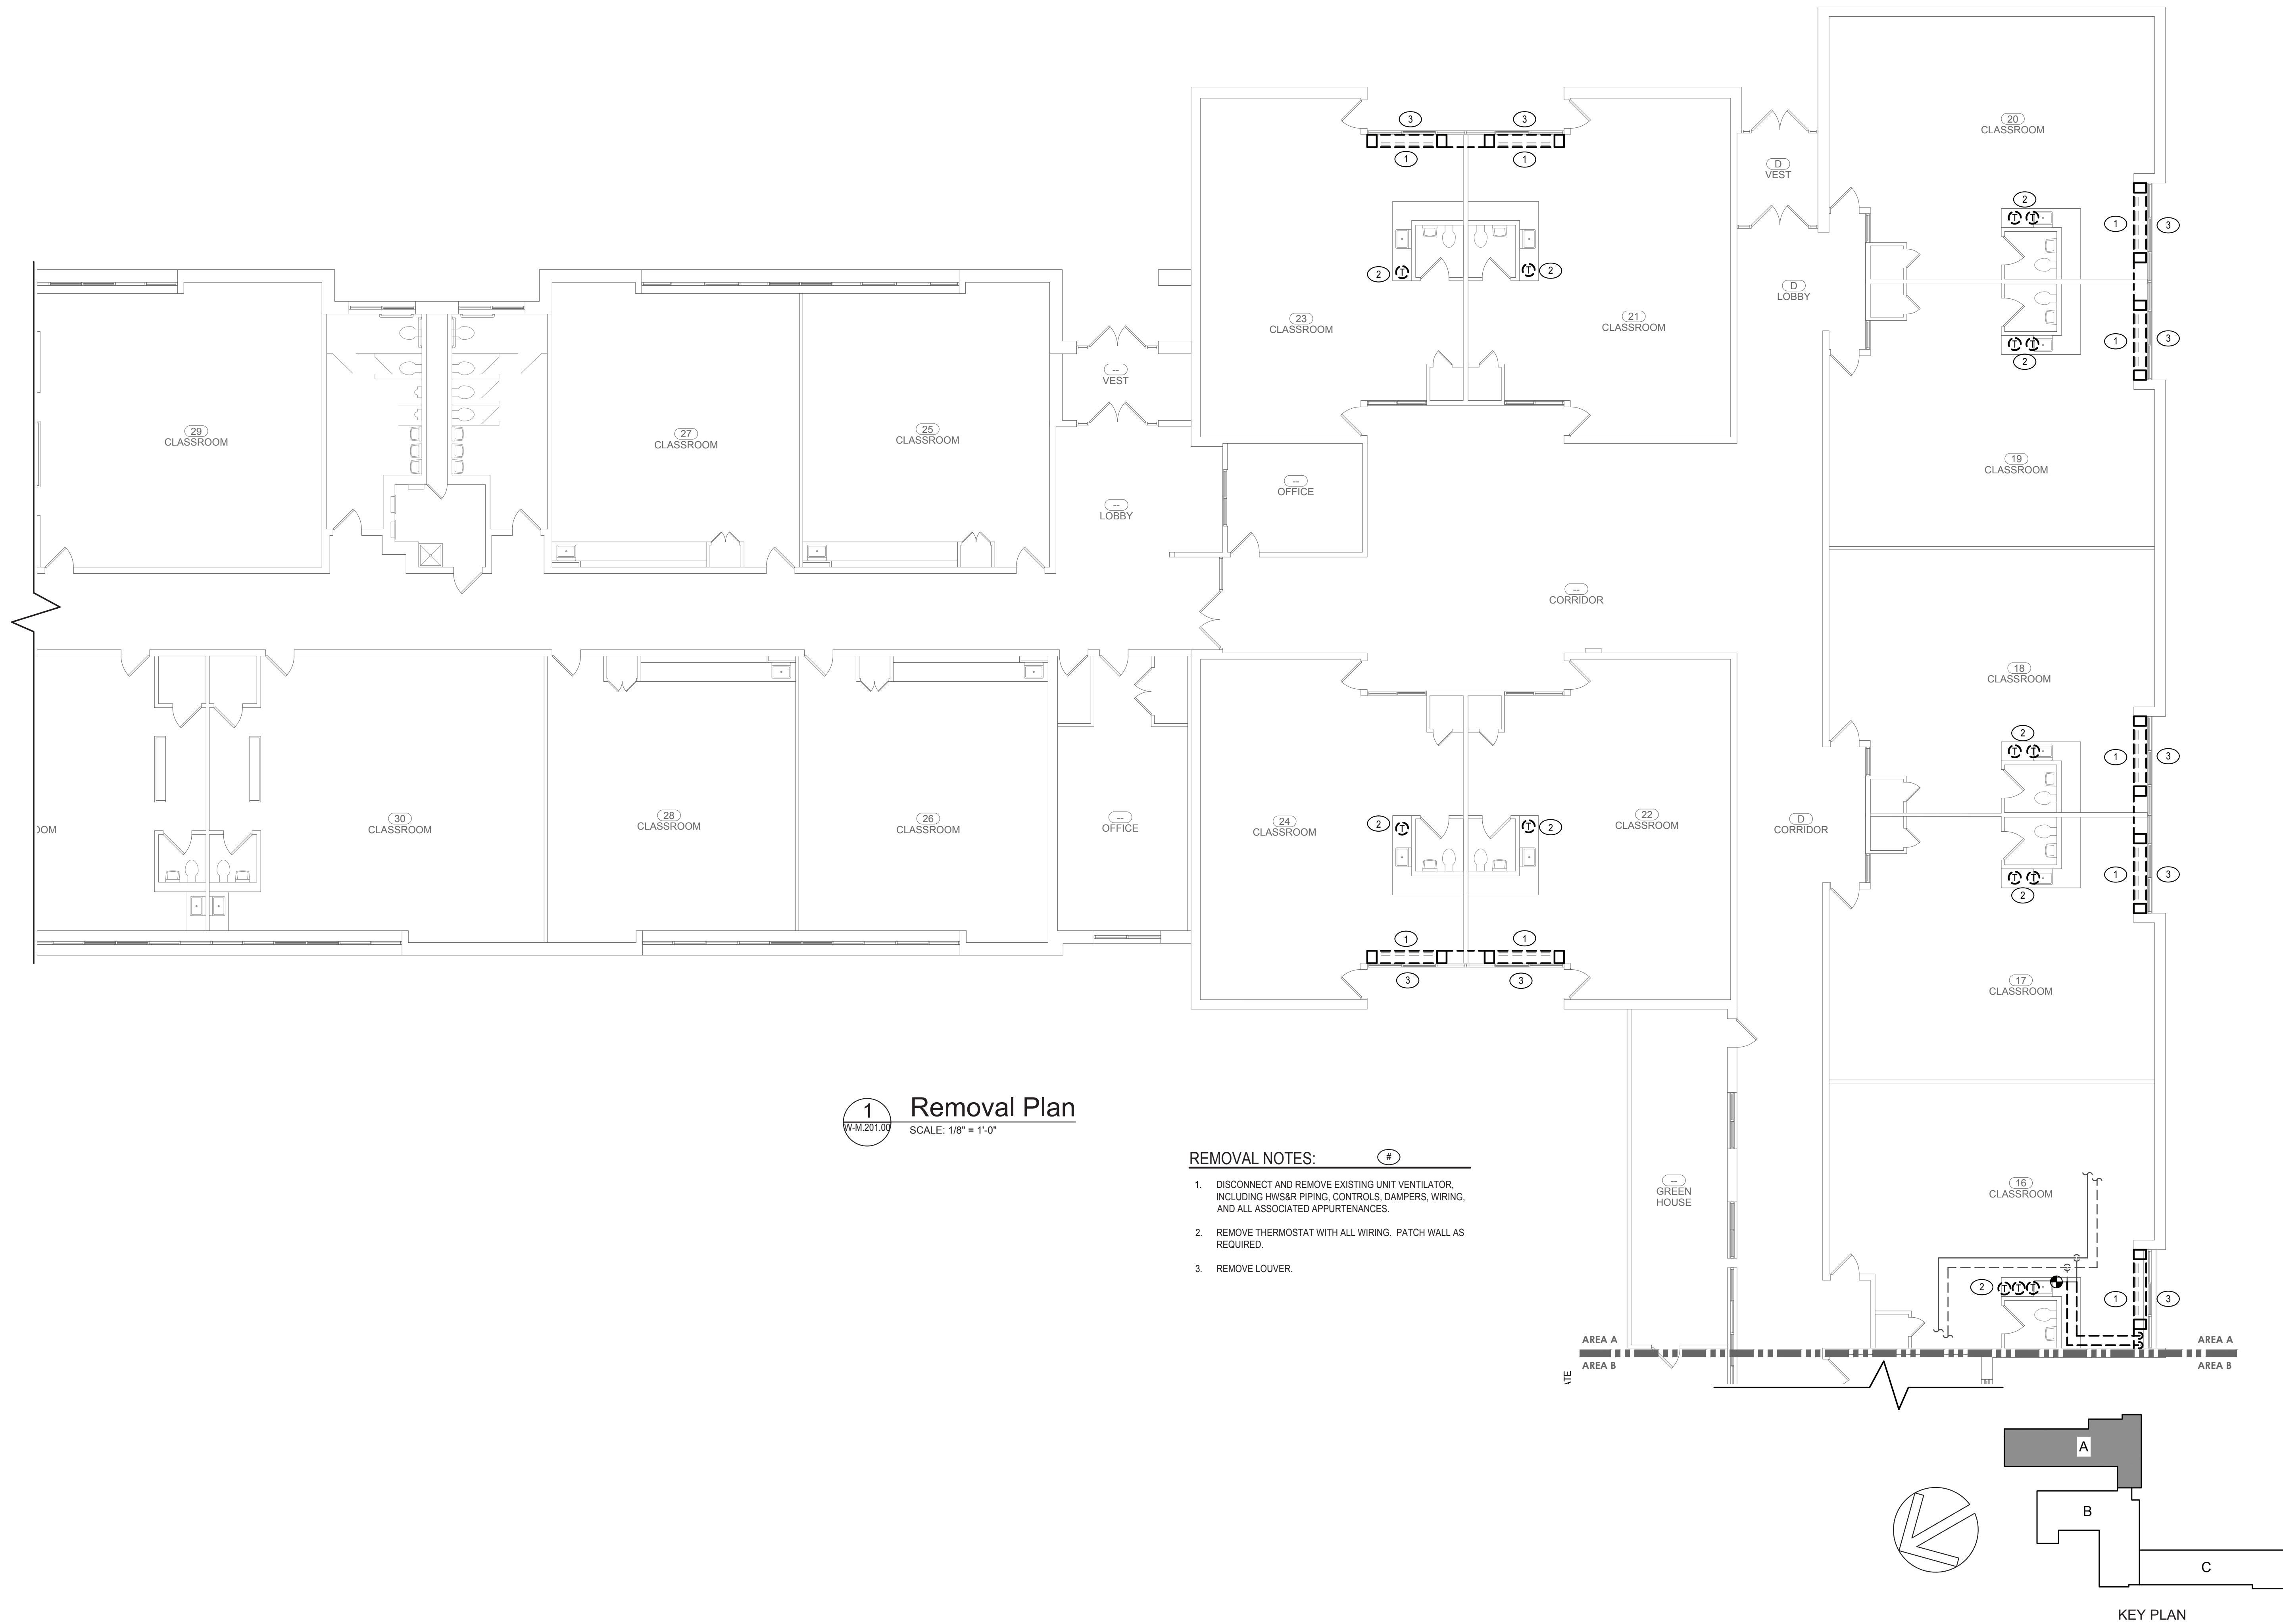 20
CLASSROOM
3
3
1
1
D
VEST
2
T T
1
3
2
T
T
2
D
LOBBY
23
CLASSROOM
21
CLASSROOM
1
3
T T
2
--
VEST
29
CLASSROOM
27
CLASSROOM
25
CLASSROOM
19
CLASSROOM
--
OFFICE
--
LOBBY
--
CORRIDOR
18
CLASSROOM
2
T T
1
3
OOM
30
CLASSROOM
28
CLASSROOM
26
CLASSROOM
--
OFFICE
24
CLASSROOM
2
T
T
2
22
CLASSROOM
D
CORRIDOR
T T
2
1
3
1
1
3
3
17
CLASSROOM
1
W-M.201.00
Removal Plan
SCALE: 1/8" = 1'-0"
REMOVAL NOTES: #
1. DISCONNECT AND REMOVE EXISTING UNIT VENTILATOR,
INCLUDING HWS&R PIPING, CONTROLS, DAMPERS, WIRING,
AND ALL ASSOCIATED APPURTENANCES.
2. REMOVE THERMOSTAT WITH ALL WIRING. PATCH WALL AS
REQUIRED.
3. REMOVE LOUVER.
--
GREEN
HOUSE
16
CLASSROOM
2
T T T
1
3
AREA A
AREA A
AREA B
AREA B
ATE
A
B
C
KEY PLAN